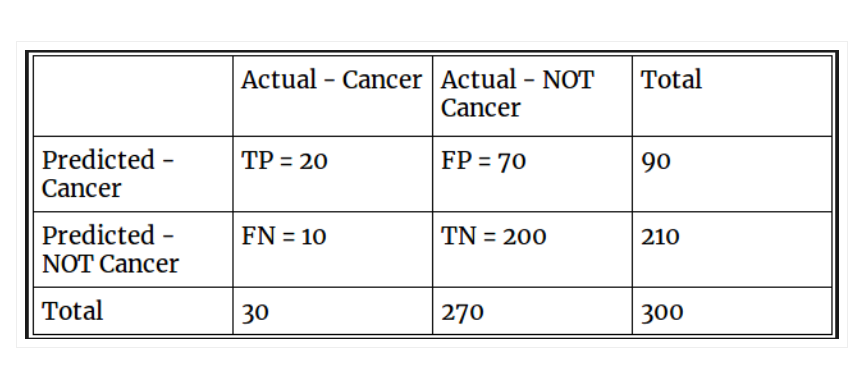 Actual - Cancer Actual - NOT Cancer Total
Predicted - Cancer TP = 20 FP = 70 90
Predicted - NOT Cancer FN = 10 TN = 200 210
Total 30 270 300